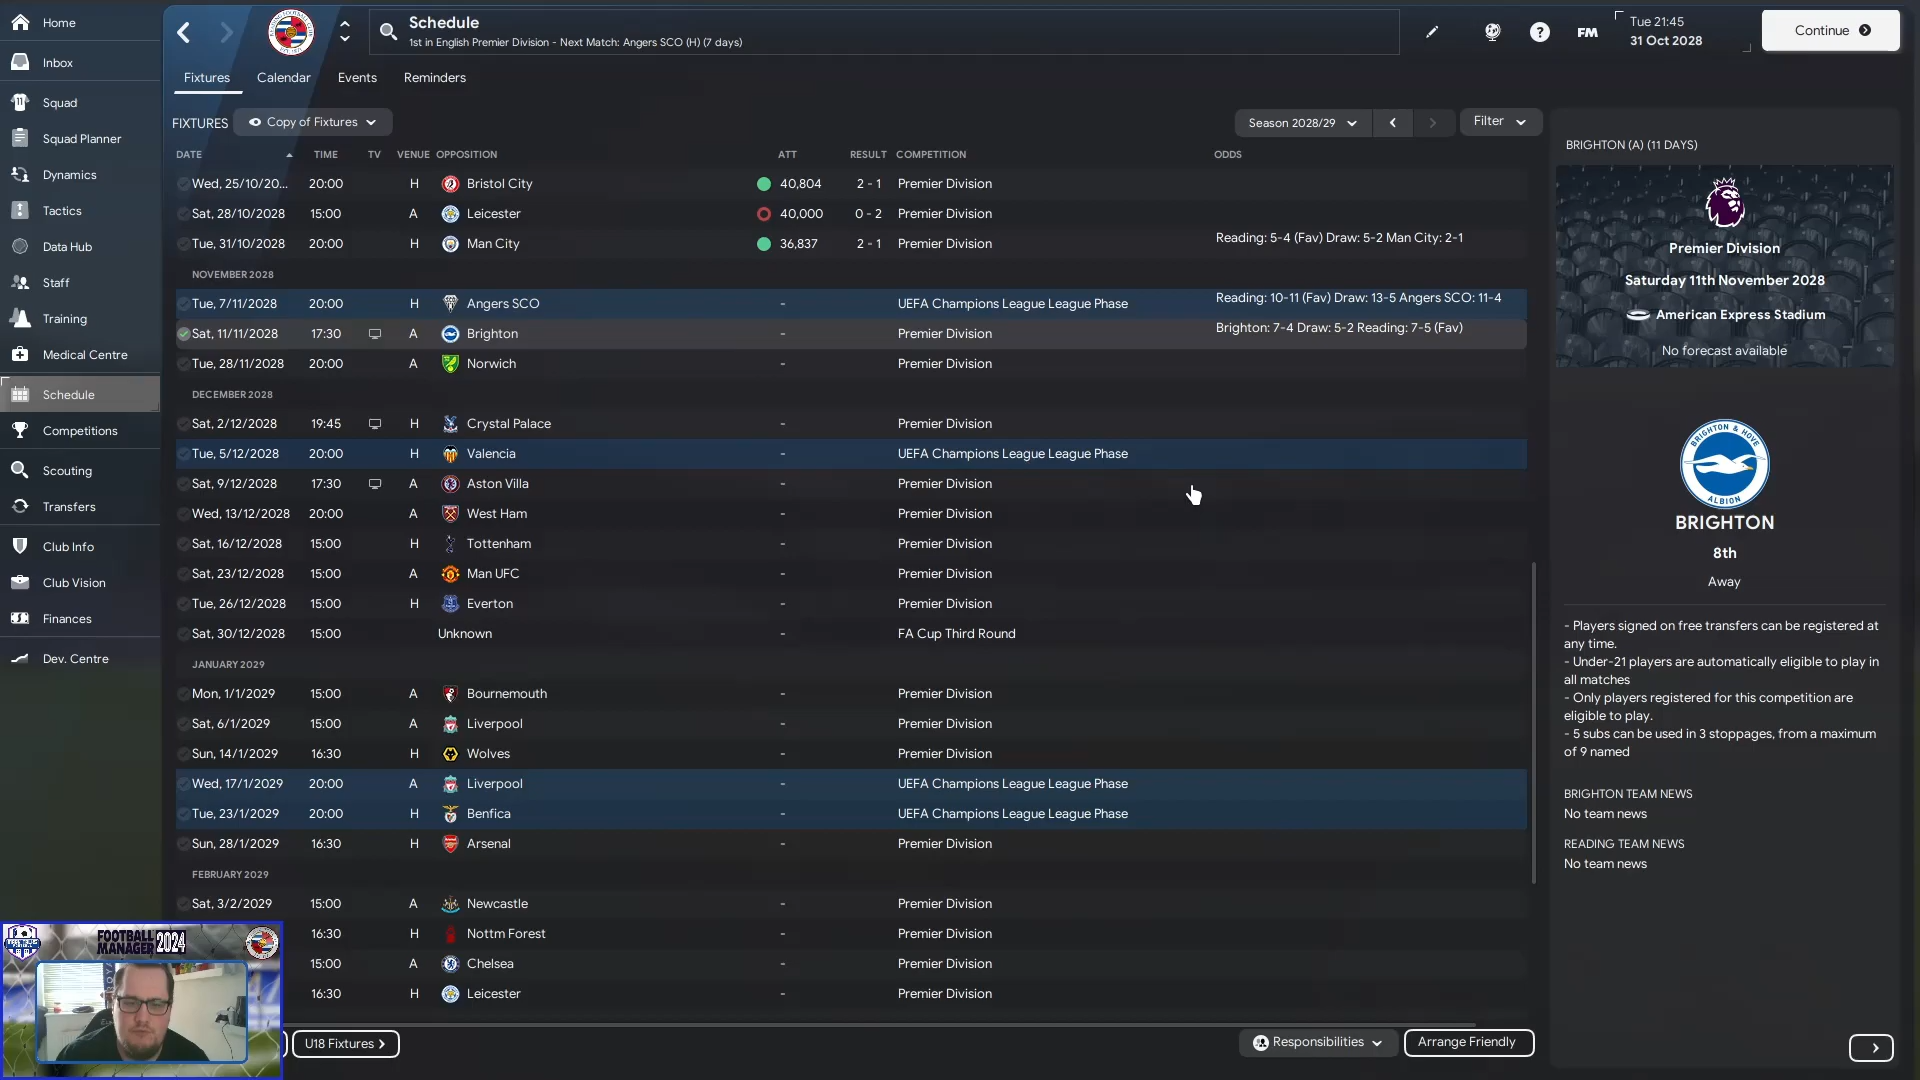 Home
Inbox
Squad
Squad Planner
Dynamics
Tactics
Data Hub
Staff
Training
Medical Centre
Schedule
Competitions
Scouting
Transfers
Club Info
Club Vision
Finances
Dev. Centre
Schedule
1st in English Premier Division - Next Match: Angers SCO (H) (7 days)
FM
Tue 21:45
31 Oct 2028
Continue
Fixtures Calendar Events Reminders
FIXTURES Copy of Fixtures Season 2028/29 Filter
DATE TIME TV VENUE OPPOSITION ATT RESULT COMPETITION ODDS
Wed, 25/10/20... 20:00 H Bristol City 40,804 2 - 1 Premier Division
Sat, 28/10/2028 15:00 A Leicester 40,000 0 - 2 Premier Division
Tue, 31/10/2028 20:00 H Man City 36,837 2 - 1 Premier Division Reading: 5-4 (Fav) Draw: 5-2 Man City: 2-1
NOVEMBER 2028
Tue, 7/11/2028 20:00 H Angers SCO - UEFA Champions League League Phase Reading: 10-11 (Fav) Draw: 13-5 Angers SCO: 11-4
Sat, 11/11/2028 17:30 A Brighton - Premier Division Brighton: 7-4 Draw: 5-2 Reading: 7-5 (Fav)
Tue, 28/11/2028 20:00 A Norwich - Premier Division
DECEMBER 2028
Sat, 2/12/2028 19:45 H Crystal Palace - Premier Division
Tue, 5/12/2028 20:00 H Valencia - UEFA Champions League League Phase
Sat, 9/12/2028 17:30 A Aston Villa - Premier Division
Wed, 13/12/2028 20:00 A West Ham - Premier Division
Sat, 16/12/2028 15:00 H Tottenham - Premier Division
Sat, 23/12/2028 15:00 A Man UFC - Premier Division
Tue, 26/12/2028 15:00 H Everton - Premier Division
Sat, 30/12/2028 15:00 Unknown - FA Cup Third Round
JANUARY 2029
Mon, 1/1/2029 15:00 A Bournemouth - Premier Division
Sat, 6/1/2029 15:00 A Liverpool - Premier Division
Sun, 14/1/2029 16:30 H Wolves - Premier Division
Wed, 17/1/2029 20:00 A Liverpool - UEFA Champions League League Phase
Tue, 23/1/2029 20:00 H Benfica - UEFA Champions League League Phase
Sun, 28/1/2029 16:30 H Arsenal - Premier Division
FEBRUARY 2029
Sat, 3/2/2029 15:00 A Newcastle - Premier Division
16:30 H Nottm Forest - Premier Division
15:00 A Chelsea - Premier Division
16:30 H Leicester - Premier Division
U18 Fixtures
Responsibilities
Arrange Friendly
BRIGHTON (A) (11 DAYS)
Premier Division
Saturday 11th November 2028
American Express Stadium
No forecast available
BRIGHTON & HOVE
ALBION
BRIGHTON
8th
Away
- Players signed on free transfers can be registered at
any time.
- Under-21 players are automatically eligible to play in
all matches
- Only players registered for this competition are
eligible to play.
- 5 subs can be used in 3 stoppages, from a maximum
of 9 named
BRIGHTON TEAM NEWS
No team news
READING TEAM NEWS
No team news
FOOTBALL
MANAGER 2024